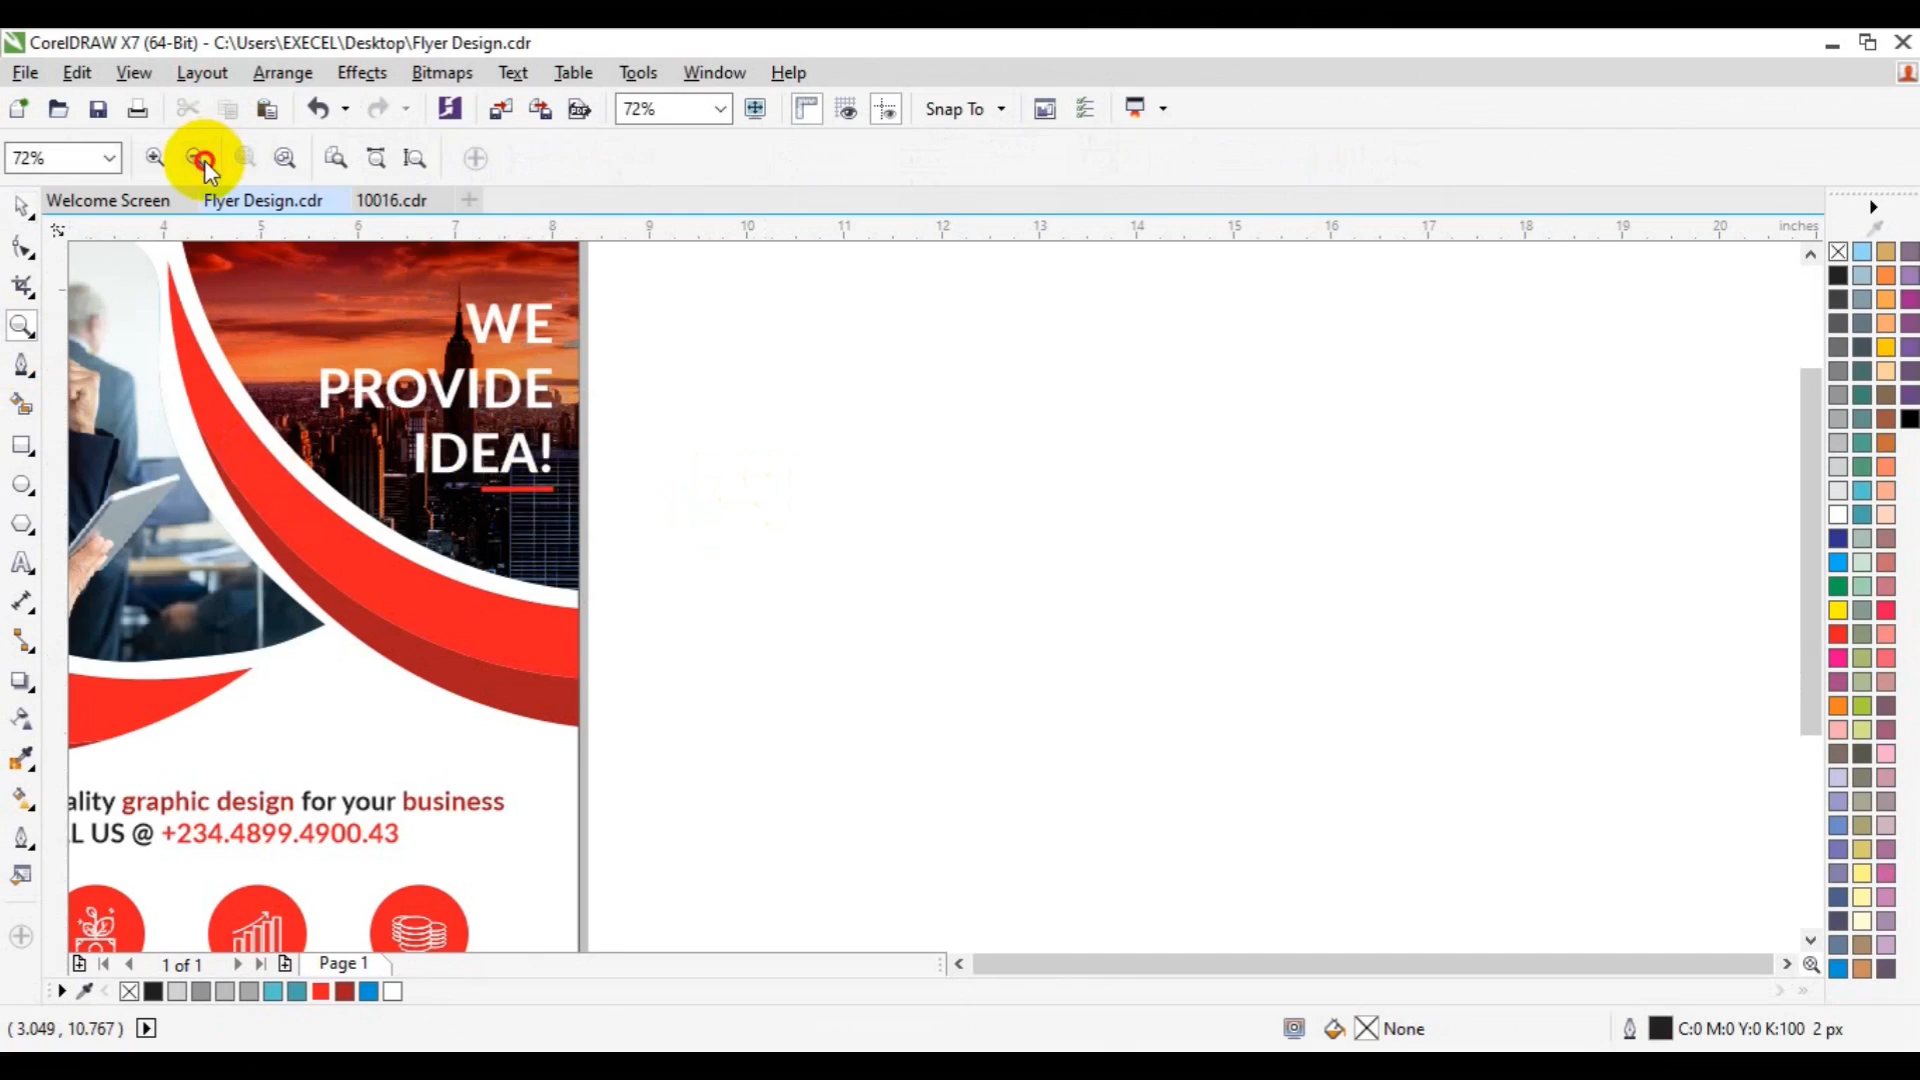 CorelDRAW X7 (64-Bit) - C:\Users\EXECEL\Desktop\Flyer Design.cdr
File Edit View Layout Arrange Effects Bitmaps Text Table Tools Window Help
PDF 72% Snap To
72%
Welcome Screen Flyer Design.cdr 10016.cdr
4 5 6 7 8 9 10 11 12 13 14 15 16 17 18 19 20 inches
WE
PROVIDE
IDEA!
ality graphic design for your business
L US @ +234.4899.4900.43
1 of 1 Page 1
( 3.049 , 10.767 ) None C:0 M:0 Y:0 K:100 2 px